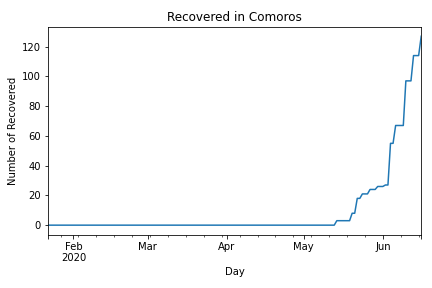 Recovered in Comoros
120
100
80
60
40
20
0
Number of Recovered
Feb
2020
Mar
Apr
May
Jun
Day